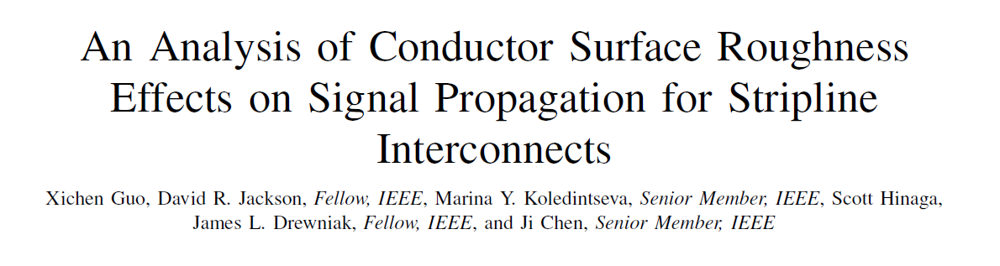 An Analysis of Conductor Surface Roughness
Effects on Signal Propagation for Stripline
Interconnects
Xichen Guo, David R. Jackson, Fellow, IEEE, Marina Y. Koledintseva, Senior Member, IEEE, Scott Hinaga,
James L. Drewniak, Fellow, IEEE, and Ji Chen, Senior Member, IEEE